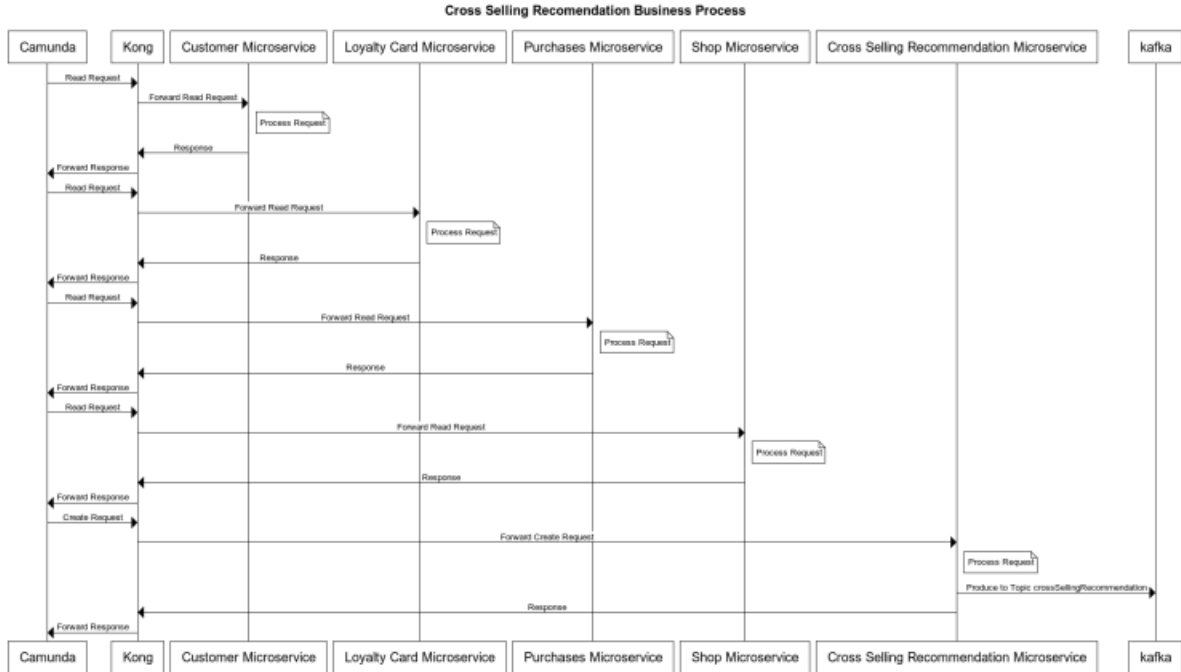 Cross Selling Recomendation Business Process
Camunda Kong Customer Microservice Loyalty Card Microservice Purchases Microservice Shop Microservice Cross Selling Recommendation Microservice kafka
Read Request
Forward Read Request
Process Request
Response
Forward Response
Read Request
Forward Read Request
Process Request
Response
Forward Response
Read Request
Forward Read Request
Process Request
Response
Forward Response
Read Request
Forward Read Request
Process Request
Response
Forward Response
Create Request
Forward Create Request
Process Request
Produce to Topic crossSellingRecommendation
Response
Forward Response
Camunda Kong Customer Microservice Loyalty Card Microservice Purchases Microservice Shop Microservice Cross Selling Recommendation Microservice kafka